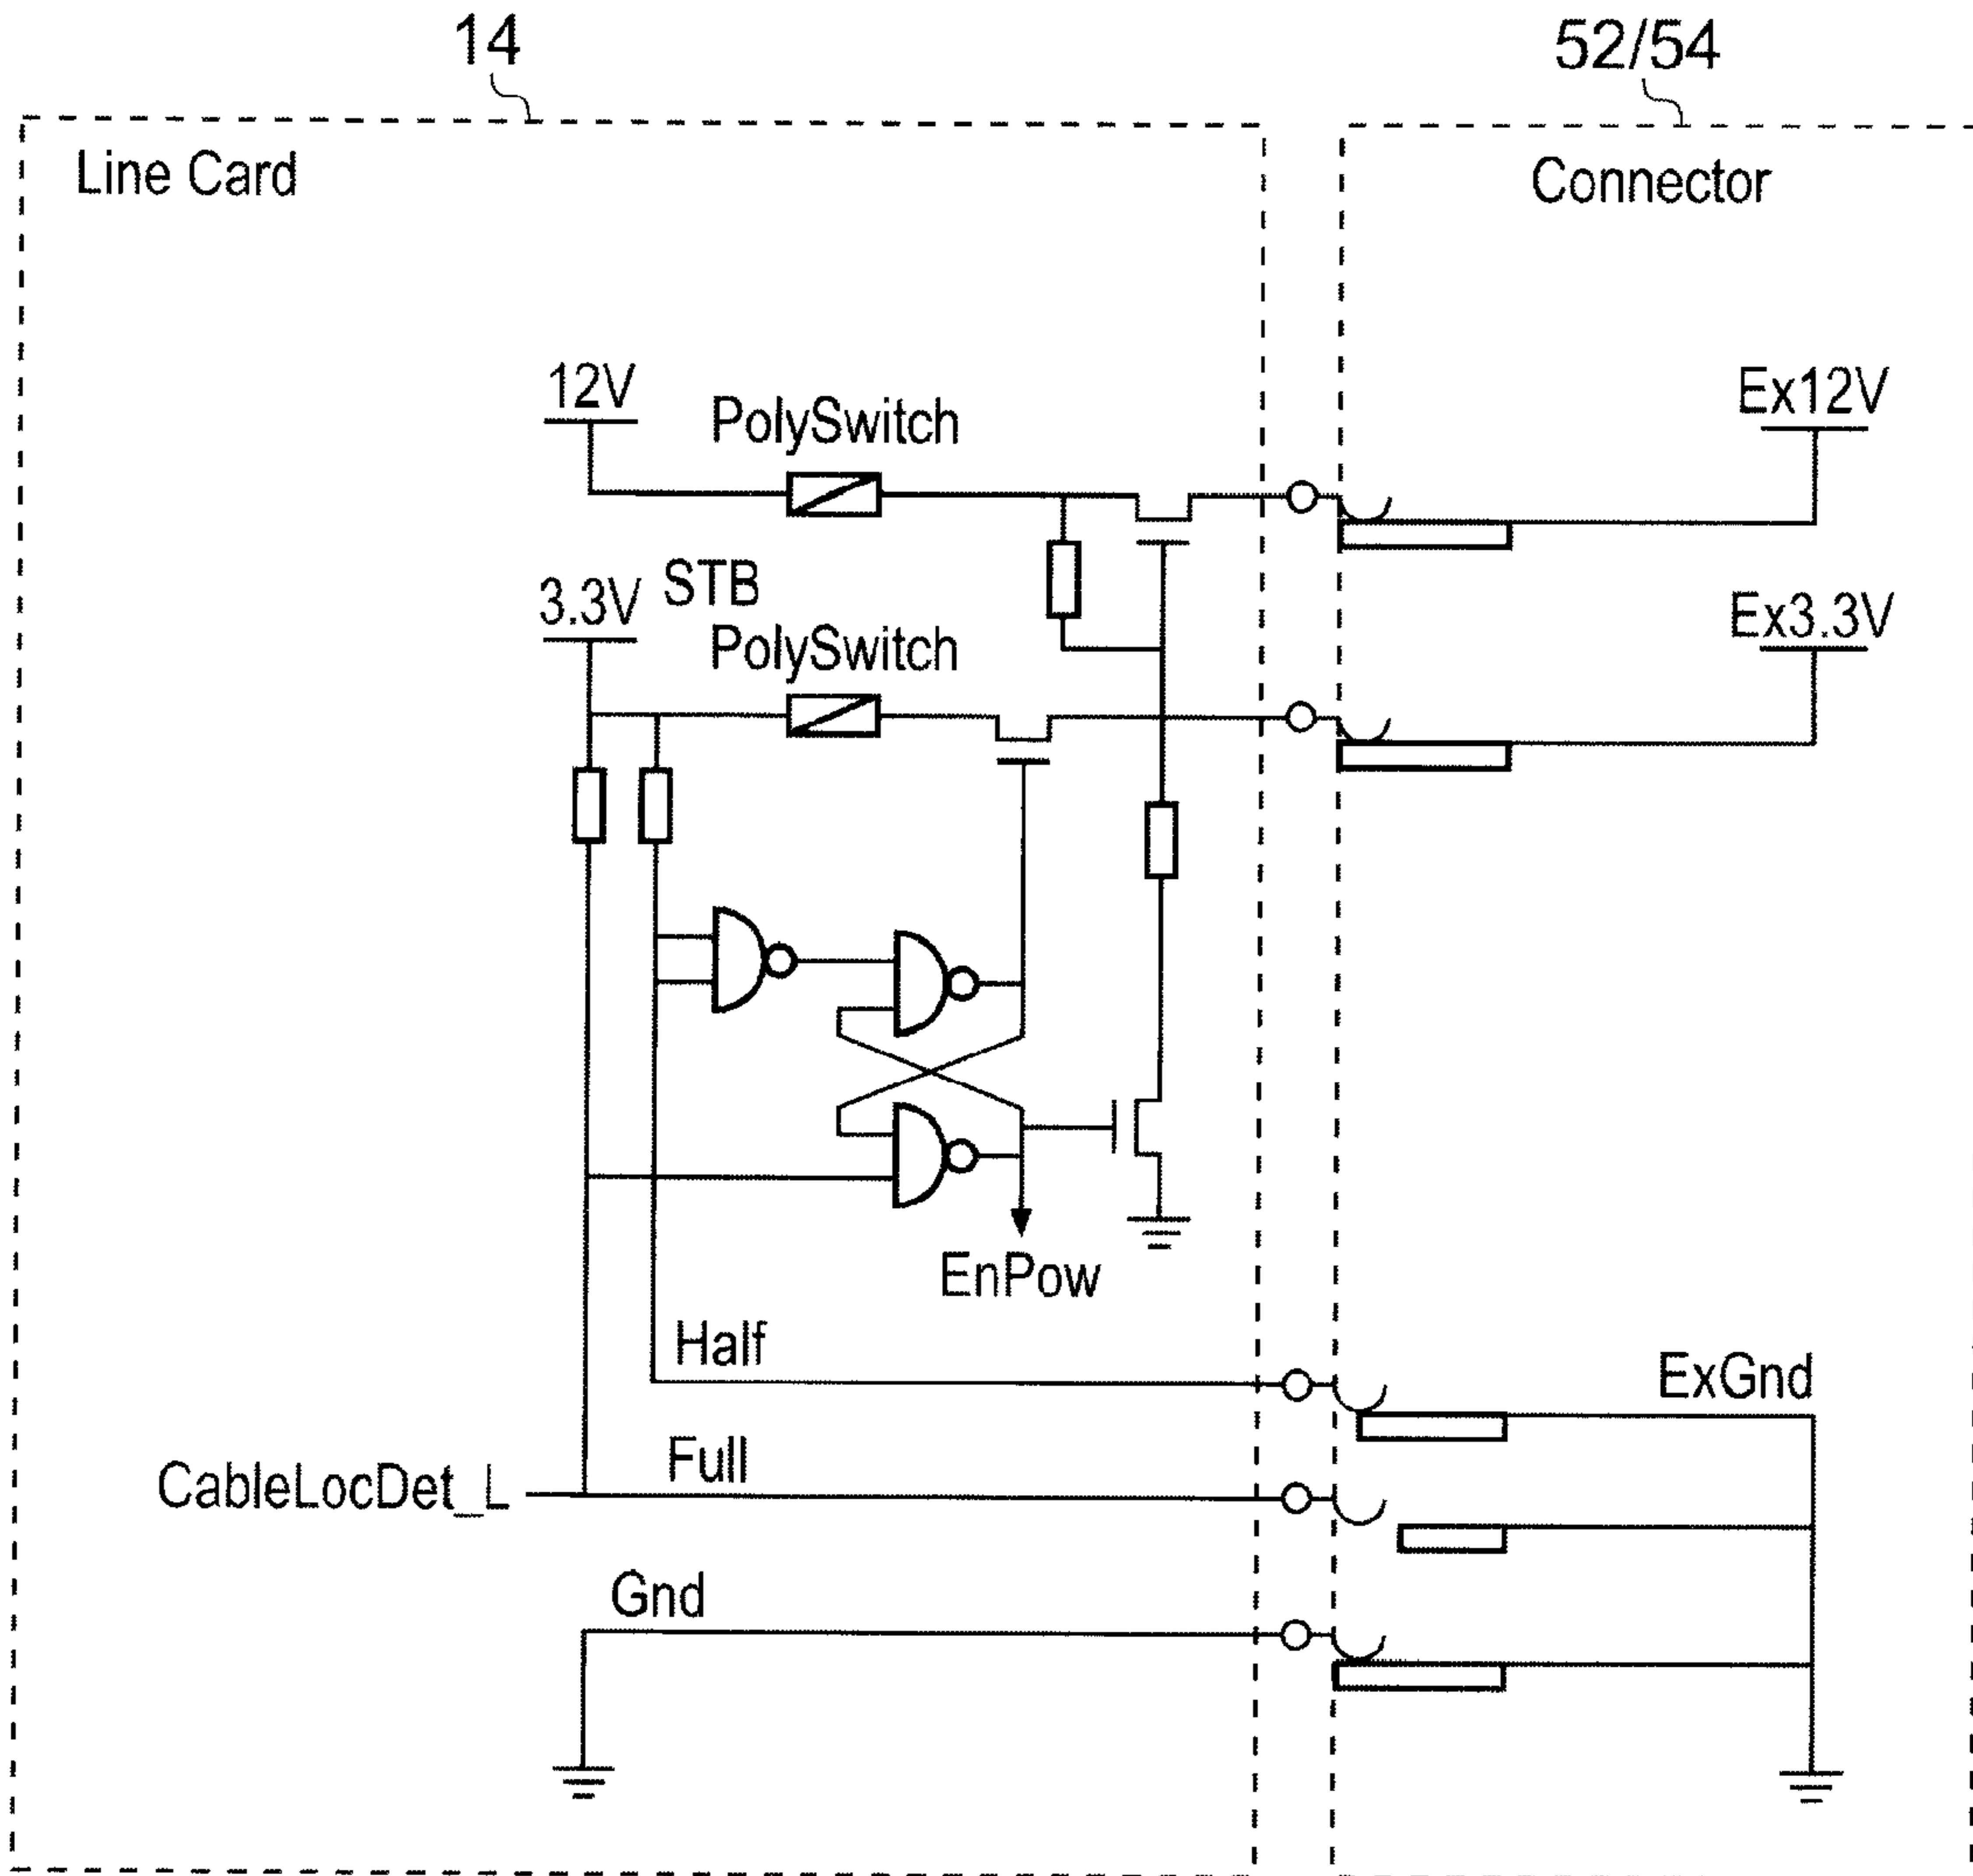 14
52/54
Line Card
Connector
12V
PolySwitch
Ex12V
3.3V
STB
PolySwitch
Ex3.3V
EnPow
Half
ExGnd
Full
CableLocDet_L
Gnd